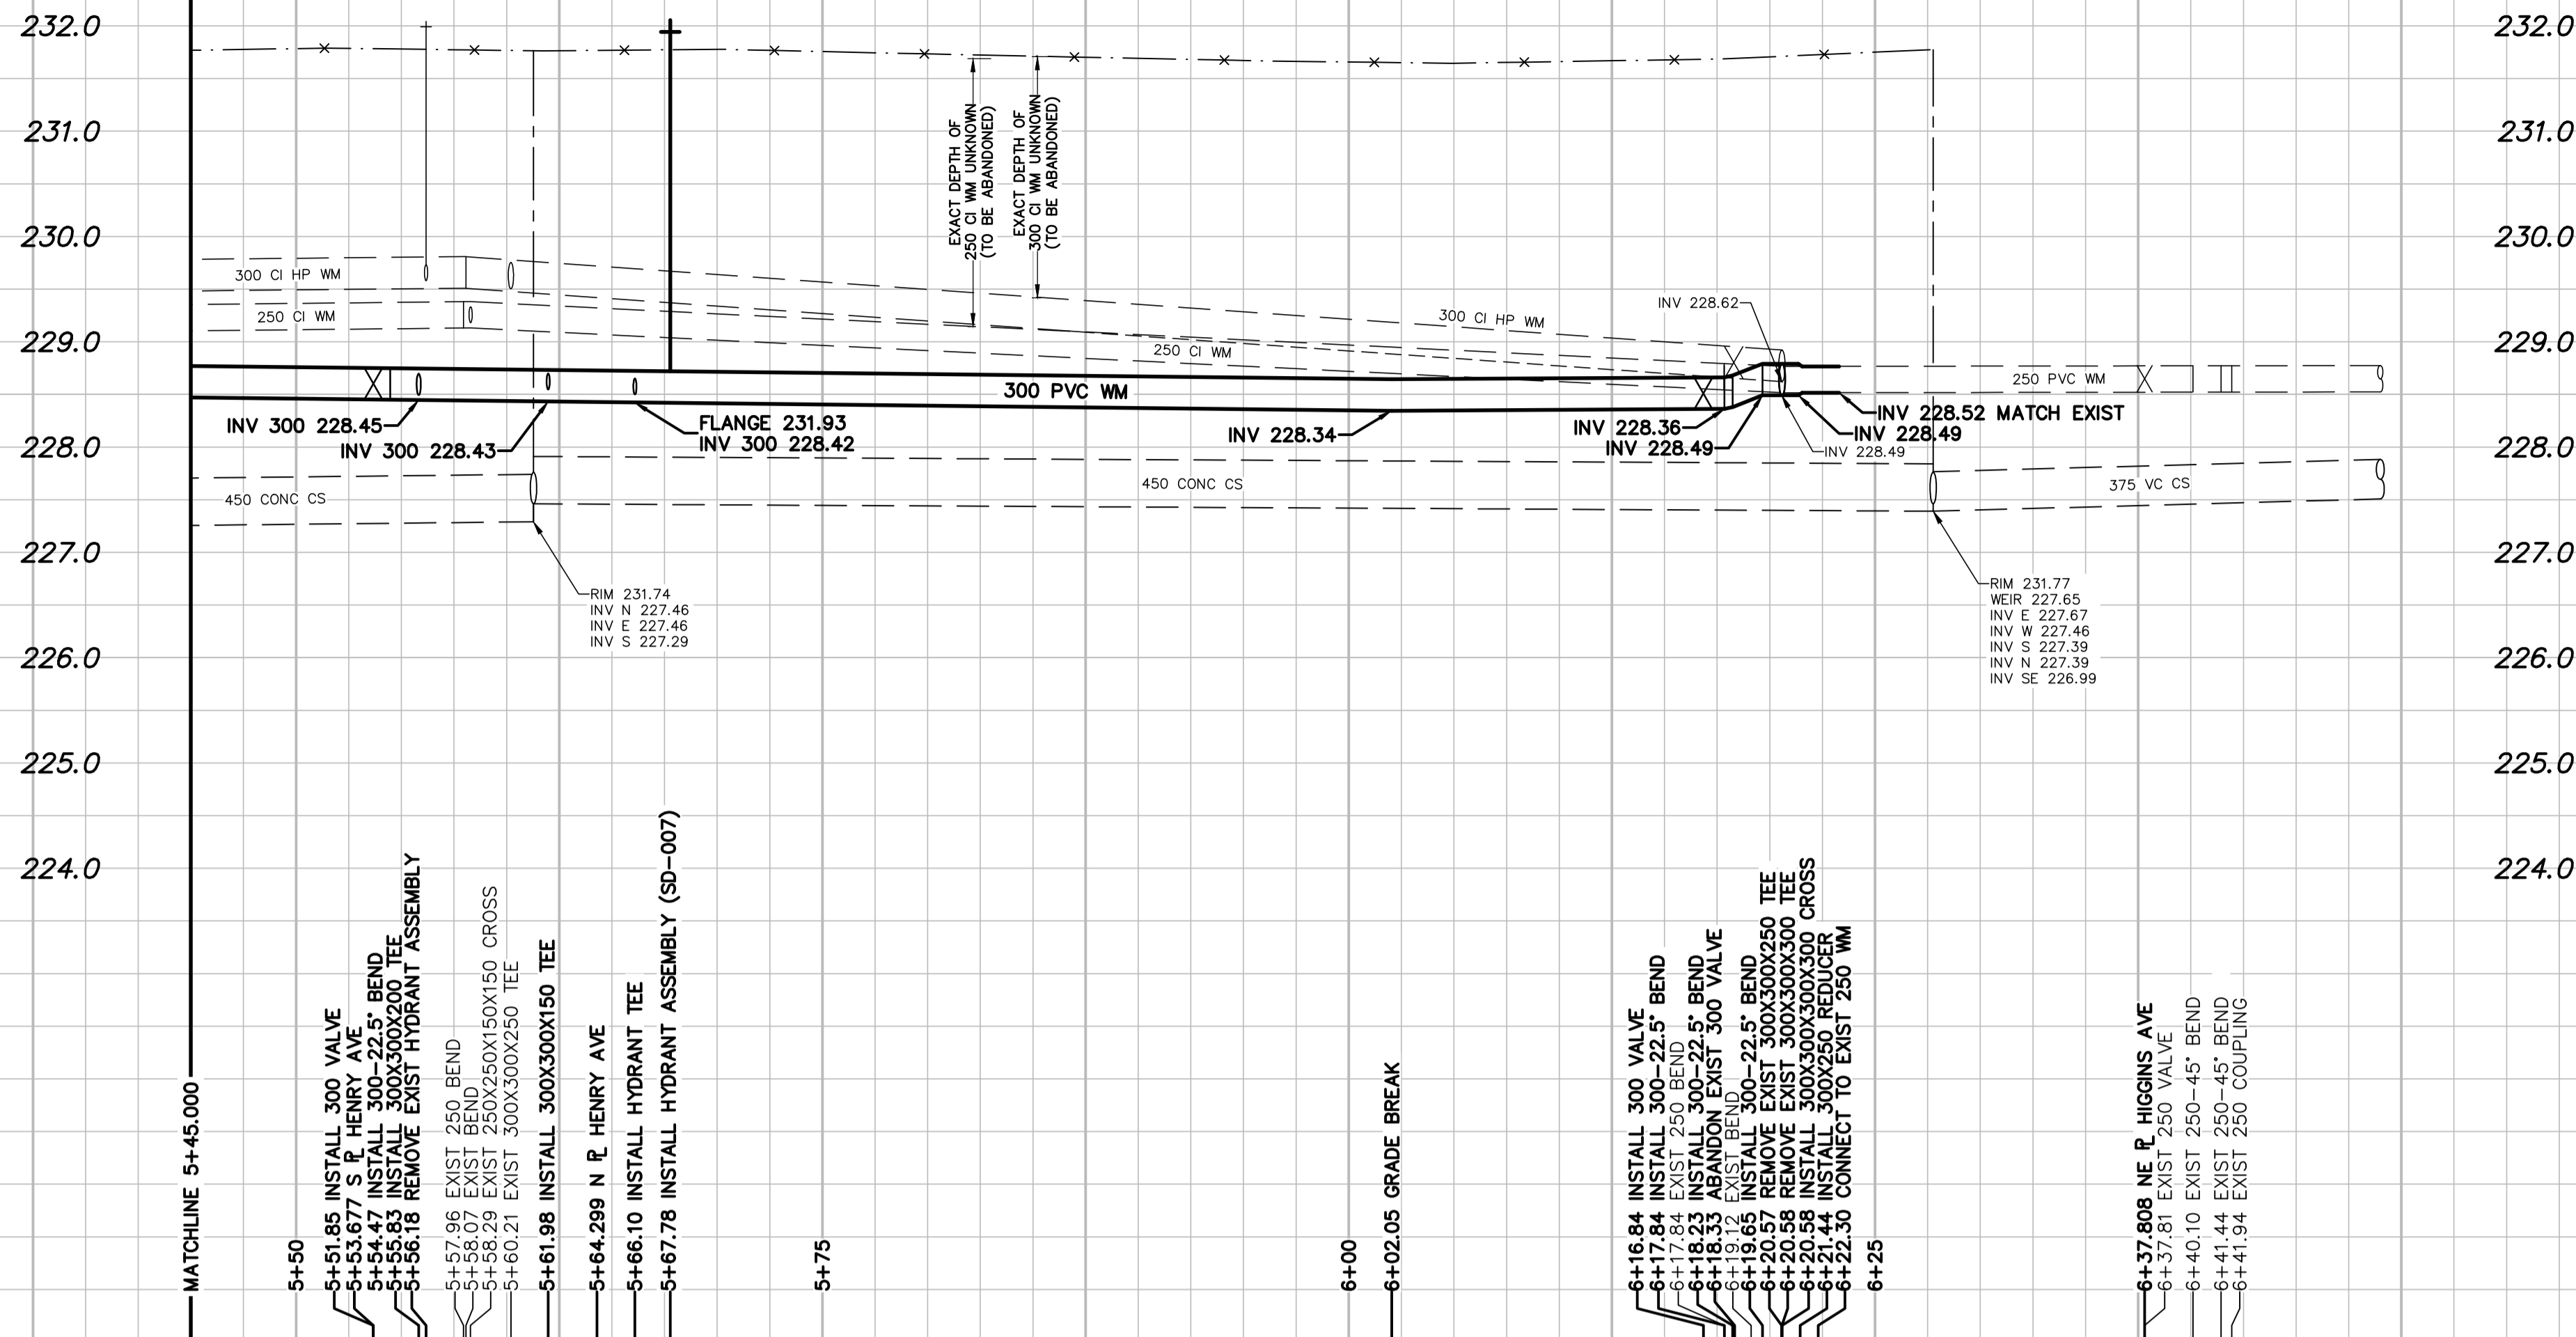 232.0
232.0
231.0
231.0
230.0
230.0
229.0
229.0
228.0
228.0
227.0
227.0
226.0
226.0
225.0
225.0
224.0
224.0
EXACT DEPTH OF
250 CI WM UNKNOWN
(TO BE ABANDONED)
EXACT DEPTH OF
300 CI WM UNKNOWN
(TO BE ABANDONED)
300 CI HP WM
250 CI WM
300 CI HP WM
250 CI WM
INV 228.62
300 PVC WM
250 PVC WM
INV 300 228.45
INV 300 228.43
FLANGE 231.93
INV 300 228.42
INV 228.34
INV 228.36
INV 228.49
INV 228.49
INV 228.49
INV 228.52 MATCH EXIST
450 CONC CS
450 CONC CS
375 VC CS
RIM 231.74
INV N 227.46
INV E 227.46
INV S 227.29
RIM 231.77
WEIR 227.65
INV E 227.67
INV W 227.46
INV S 227.39
INV N 227.39
INV SE 226.99
MATCHLINE 5+45.000
5+50
5+51.85 INSTALL 300 VALVE
5+53.677 S PL HENRY AVE
5+54.47 INSTALL 300-22.5° BEND
5+55.83 INSTALL 300X300X200 TEE
5+56.18 REMOVE EXIST HYDRANT ASSEMBLY
5+57.96 EXIST 250 BEND
5+58.07 EXIST BEND
5+58.29 EXIST 250X250X150X150 CROSS
5+60.21 EXIST 300X300X250 TEE
5+61.98 INSTALL 300X300X150 TEE
5+64.299 N PL HENRY AVE
5+66.10 INSTALL HYDRANT TEE
5+67.78 INSTALL HYDRANT ASSEMBLY (SD-007)
5+75
6+00
6+02.05 GRADE BREAK
6+16.84 INSTALL 300 VALVE
6+17.84 INSTALL 300-22.5° BEND
6+17.84 EXIST 250 BEND
6+18.23 INSTALL 300-22.5° BEND
6+18.33 ABANDON EXIST 300 VALVE
6+19.12 EXIST BEND
6+19.65 INSTALL 300-22.5° BEND
6+20.57 REMOVE EXIST 300X300X250 TEE
6+20.58 REMOVE EXIST 300X300X300 TEE
6+20.58 INSTALL 300X300X300X300 CROSS
6+21.44 INSTALL 300X250 REDUCER
6+22.30 CONNECT TO EXIST 250 WM
6+25
6+37.808 NE PL HIGGINS AVE
6+37.81 EXIST 250 VALVE
6+40.10 EXIST 250-45° BEND
6+41.44 EXIST 250-45° BEND
6+41.94 EXIST 250 COUPLING